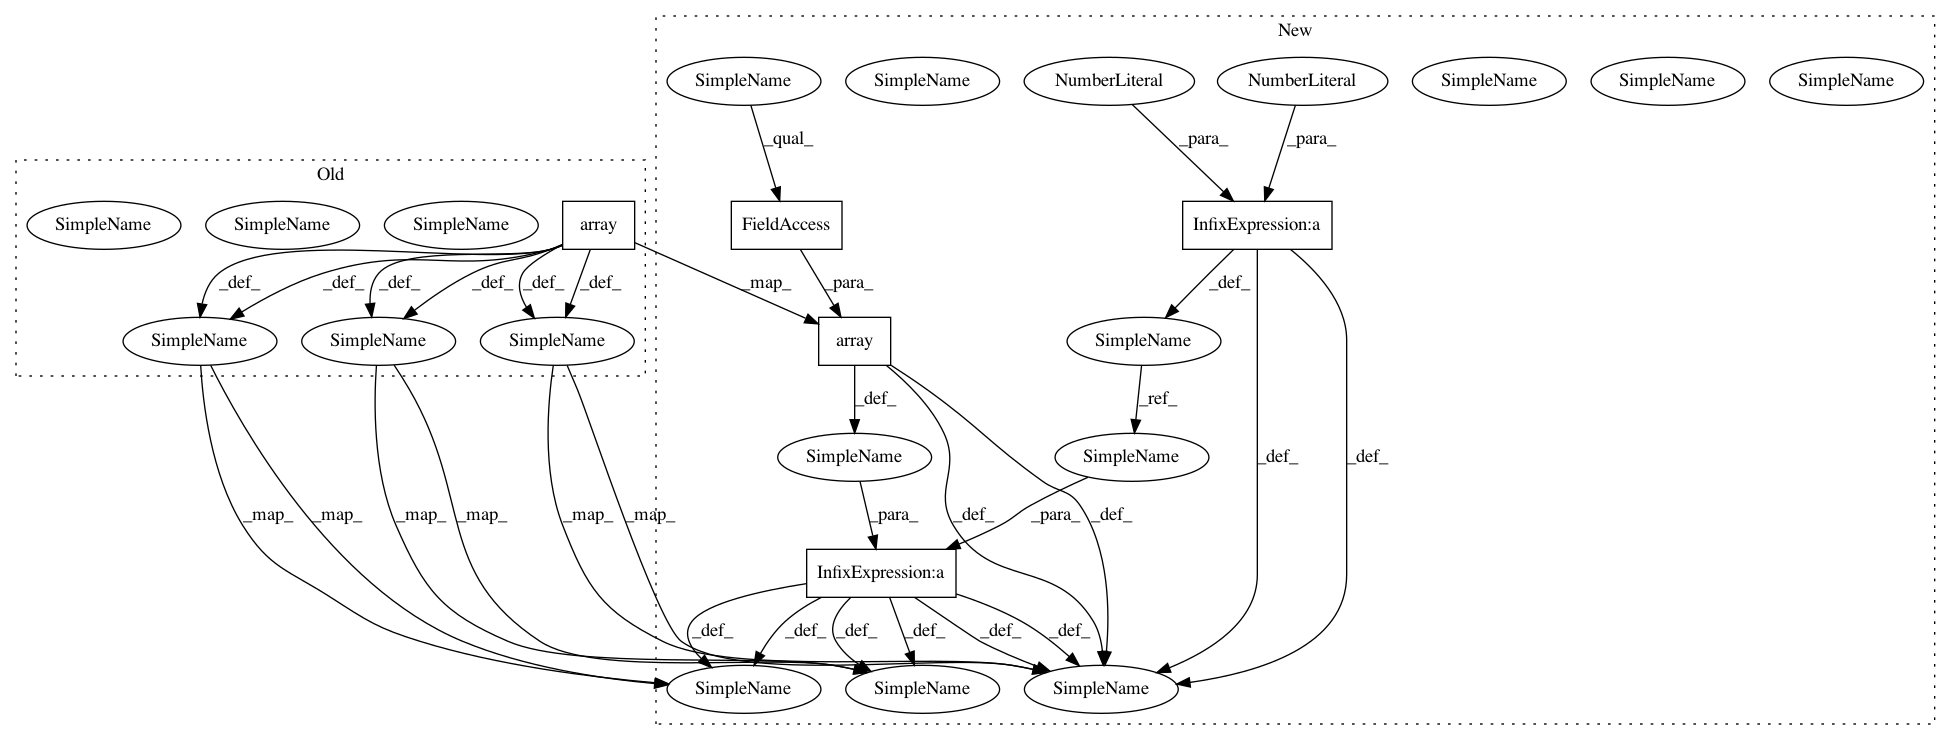 New
SimpleName
SimpleName
NumberLiteral
NumberLiteral
SimpleName
SimpleName
SimpleName
_qual_
_para_
_para_
Old
SimpleName
SimpleName
SimpleName
array
FieldAccess
InfixExpression:a
_def_
_def_
_def_
_def_
_def_
_def_
_map_
_para_
_def_
SimpleName
SimpleName
SimpleName
array
SimpleName
_def_
_ref_
SimpleName
SimpleName
_def_
_def_
_map_
_map_
_map_
_map_
_map_
_map_
_para_
_def_
_para_
_def_
InfixExpression:a
_def_
_def_
_def_
_def_
_def_
_def_
SimpleName
SimpleName
SimpleName